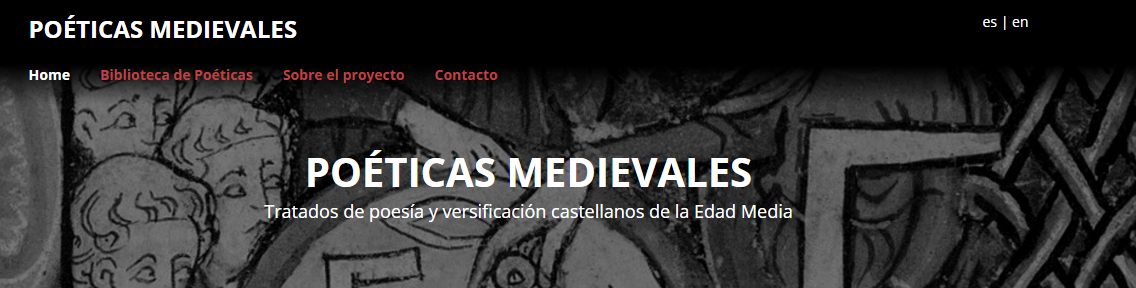 POÉTICAS MEDIEVALES
es | en
Home Biblioteca de Poéticas Sobre el proyecto Contacto
POÉTICAS MEDIEVALES
Tratados de poesía y versificación castellanos de la Edad Media